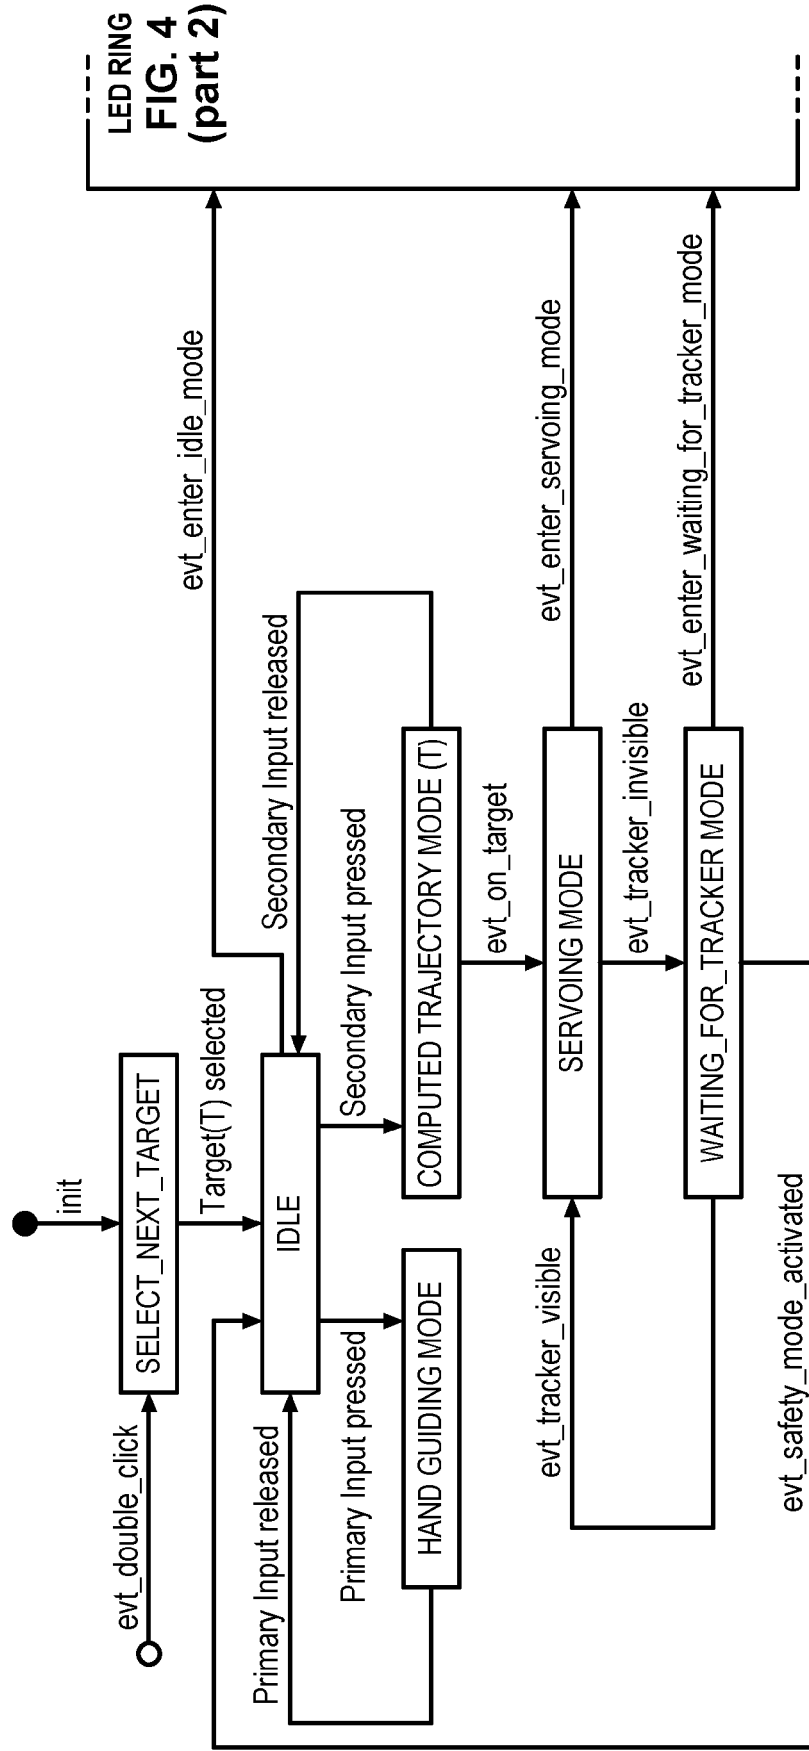 LED RING
FIG. 4
(part 2)
init
evt_double_click
SELECT_NEXT_TARGET
Target(T) selected
evt_enter_idle_mode
IDLE
Primary Input released
Primary Input pressed
Secondary Input pressed
Secondary Input released
HAND GUIDING MODE
COMPUTED TRAJECTORY MODE (T)
evt_on_target
evt_tracker_visible
SERVOING MODE
evt_enter_servoing_mode
evt_tracker_invisible
WAITING_FOR_TRACKER MODE
evt_enter_waiting_for_tracker_mode
evt_safety_mode_activated